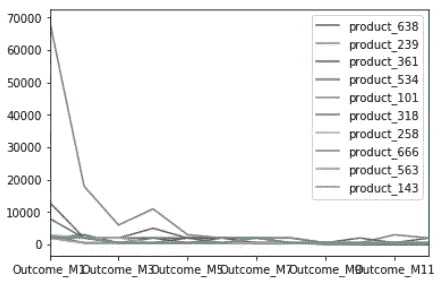 70000
60000
50000
40000
30000
20000
10000
0
product_638
product_239
product_361
product_534
product_101
product_318
product_258
product_666
product_563
product_143
Outcome_M1 Outcome_M3 Outcome_M5 Outcome_M7 Outcome_M9 Outcome_M11